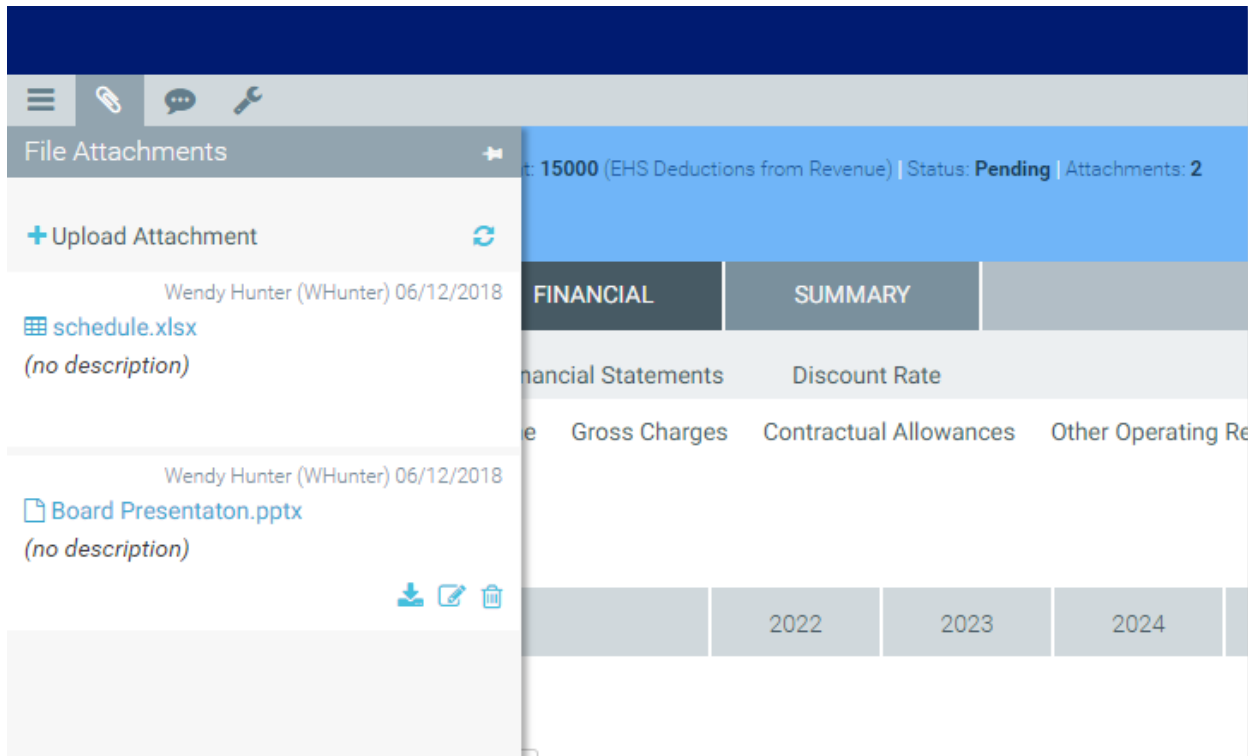 File Attachments
t: 15000 (EHS Deductions from Revenue) | Status: Pending | Attachments: 2
Upload Attachment
Wendy Hunter (WHunter) 06/12/2018
schedule.xlsx
(no description)
Wendy Hunter (WHunter) 06/12/2018
Board Presentaton.pptx
(no description)
FINANCIAL SUMMARY
nancial Statements Discount Rate
e Gross Charges Contractual Allowances Other Operating Re
2022 2023 2024